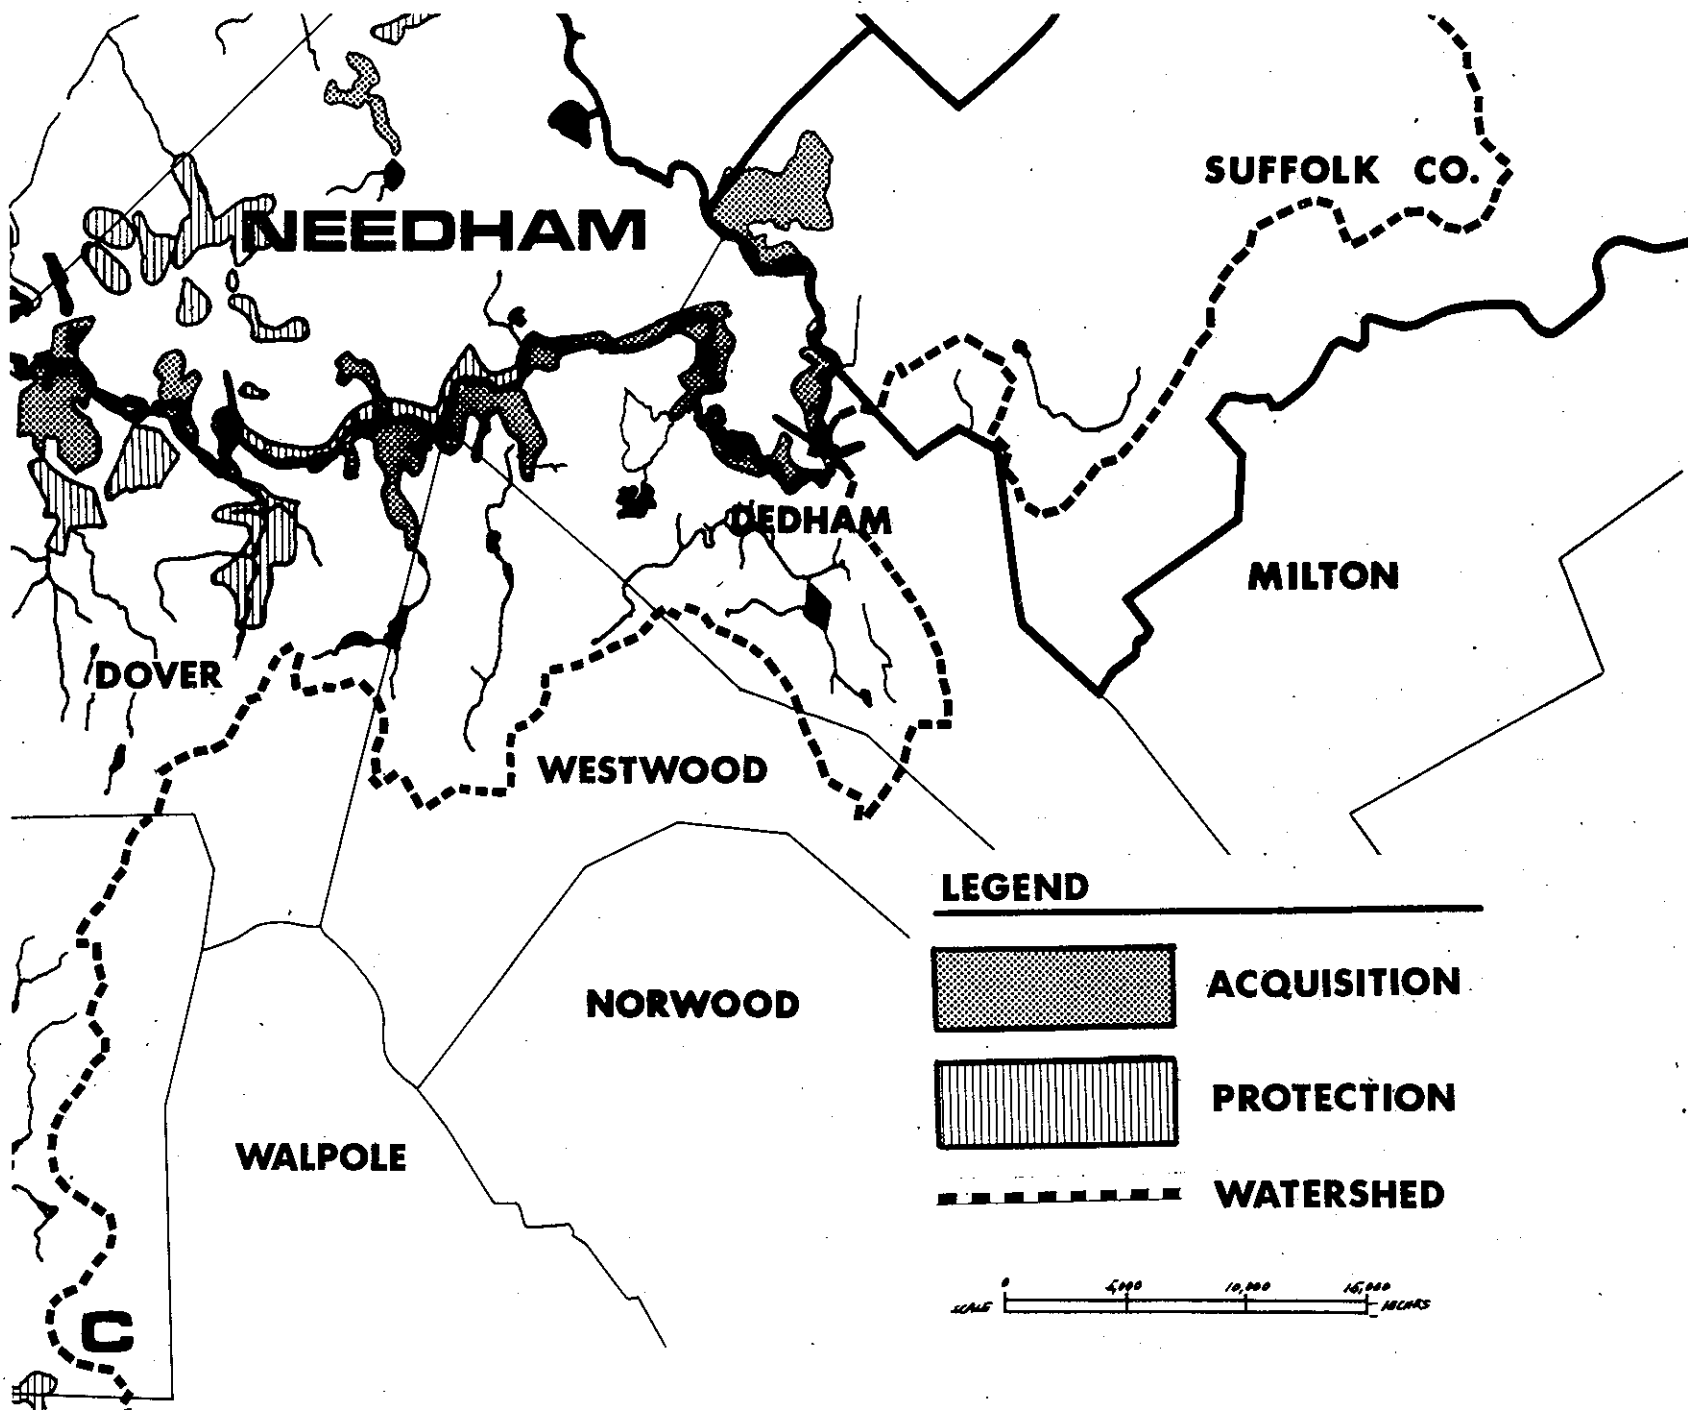 SUFFOLK CO.
NEEDHAM
DEDHAM
MILTON
DOVER
WESTWOOD
LEGEND
ACQUISITION
NORWOOD
PROTECTION
WALPOLE
WATERSHED
0 5,000 10,000 15,000
SCALE
C